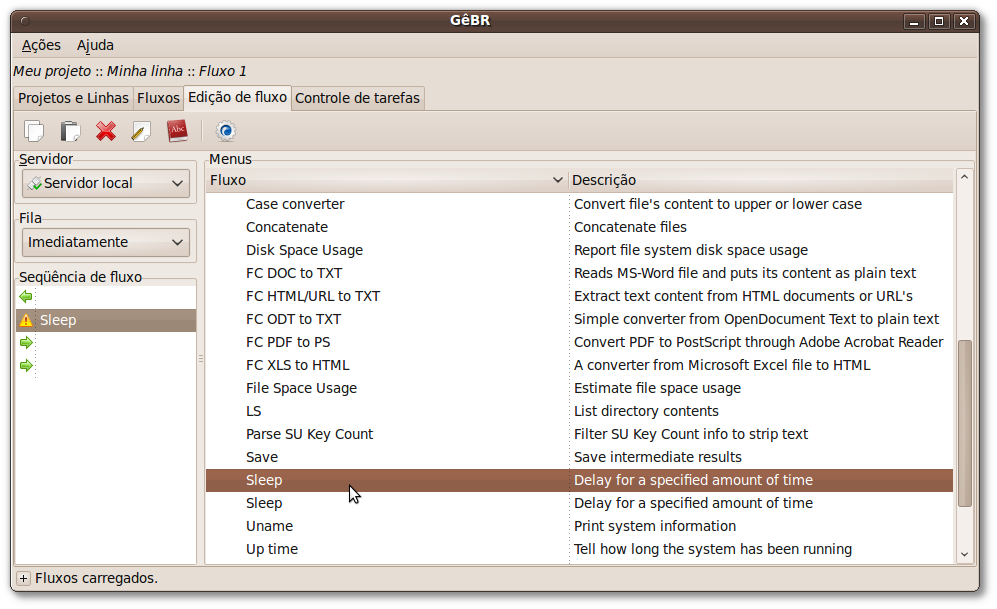 GêBR
Ações Ajuda
Meu projeto :: Minha linha :: Fluxo 1
Projetos e Linhas Fluxos Edição de fluxo Controle de tarefas
Abc
Servidor
Servidor local
Fila
Imediatamente
Seqüência de fluxo
Sleep
Menus
Fluxo Descrição
Case converter Convert file's content to upper or lower case
Concatenate Concatenate files
Disk Space Usage Report file system disk space usage
FC DOC to TXT Reads MS-Word file and puts its content as plain text
FC HTML/URL to TXT Extract text content from HTML documents or URL's
FC ODT to TXT Simple converter from OpenDocument Text to plain text
FC PDF to PS Convert PDF to PostScript through Adobe Acrobat Reader
FC XLS to HTML A converter from Microsoft Excel file to HTML
File Space Usage Estimate file space usage
LS List directory contents
Parse SU Key Count Filter SU Key Count info to strip text
Save Save intermediate results
Sleep Delay for a specified amount of time
Sleep Delay for a specified amount of time
Uname Print system information
Up time Tell how long the system has been running
Fluxos carregados.